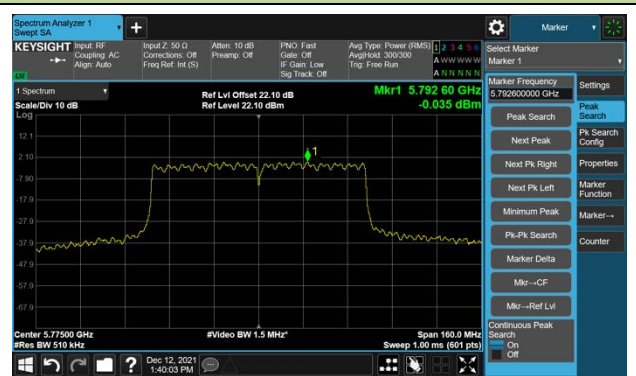 Spectrum Analyzer 1
Swept SA
+
Marker
KEYSIGHT
Input: RF
Coupling: AC
Align: Auto
Input Z: 50 Ω
Corrections: Off
Freq Ref: Int (S)
Atten: 10 dB
Preamp: Off
PNO: Fast
Gate: Off
IF Gain: Low
Sig Track: Off
Avg Type: Power (RMS)
Avg|Hold: 300/300
Trig: Free Run
1 2 3 4 5 6
A W W W W W
A N N N N N
LW
Select Marker
Marker 1
1 Spectrum
Scale/Div 10 dB
Log
Ref Lvl Offset 22.10 dB
Ref Level 22.10 dBm
Mkr1 5.792 60 GHz
-0.035 dBm
12.1
2.10
-7.90
-17.9
-27.9
-37.9
-47.9
-57.9
-67.9
1
Center 5.77500 GHz
#Res BW 510 kHz
#Video BW 1.5 MHz*
Span 160.0 MHz
Sweep 1.00 ms (601 pts)
Marker Frequency
5.792600000 GHz
Peak Search
Next Peak
Next Pk Right
Next Pk Left
Minimum Peak
Pk-Pk Search
Marker Delta
Mkr→CF
Mkr→Ref Lvl
Continuous Peak
Search
On
Off
Settings
Peak
Search
Pk Search
Config
Properties
Marker
Function
Marker→
Counter
?
Dec 12, 2021
1:40:03 PM